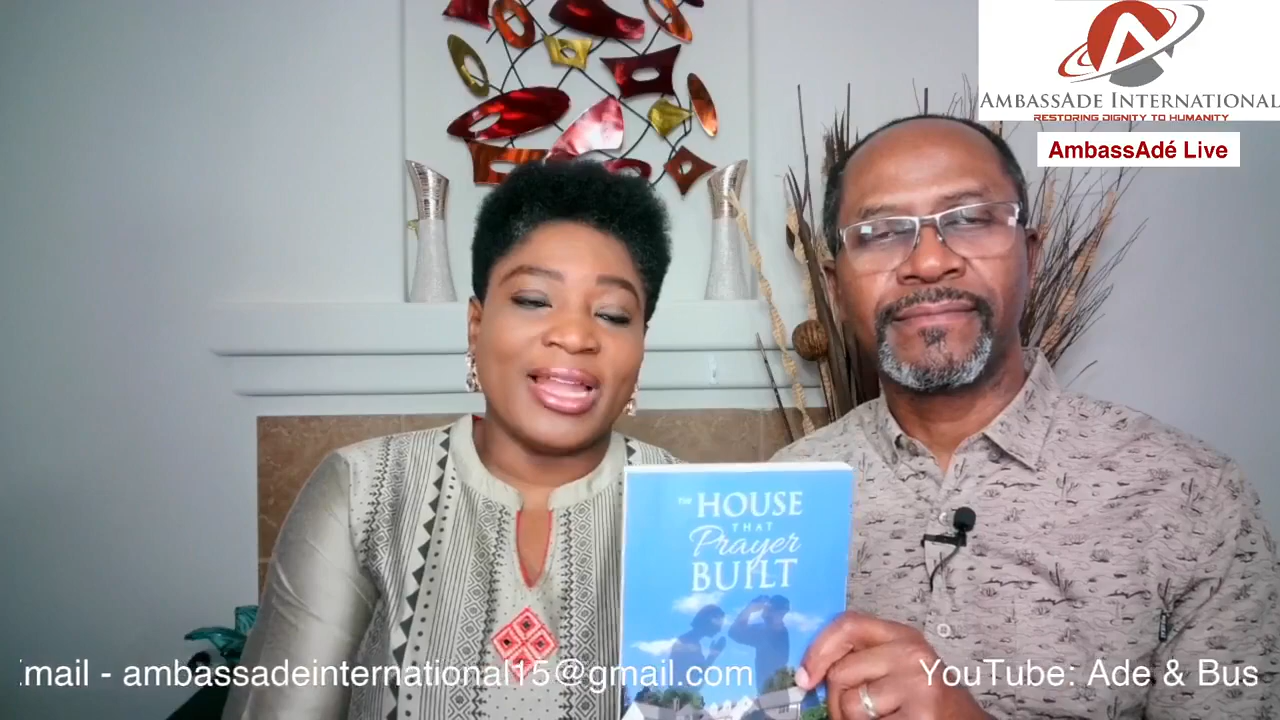 AMBASSADE INTERNATIONAL
RESTORING DIGNITY TO HUMANITY
AmbassAdé Live
THE HOUSE
THAT
Prayer
BUILT
mail - ambassadeinternational15@gmail.com
YouTube: Ade & Bus